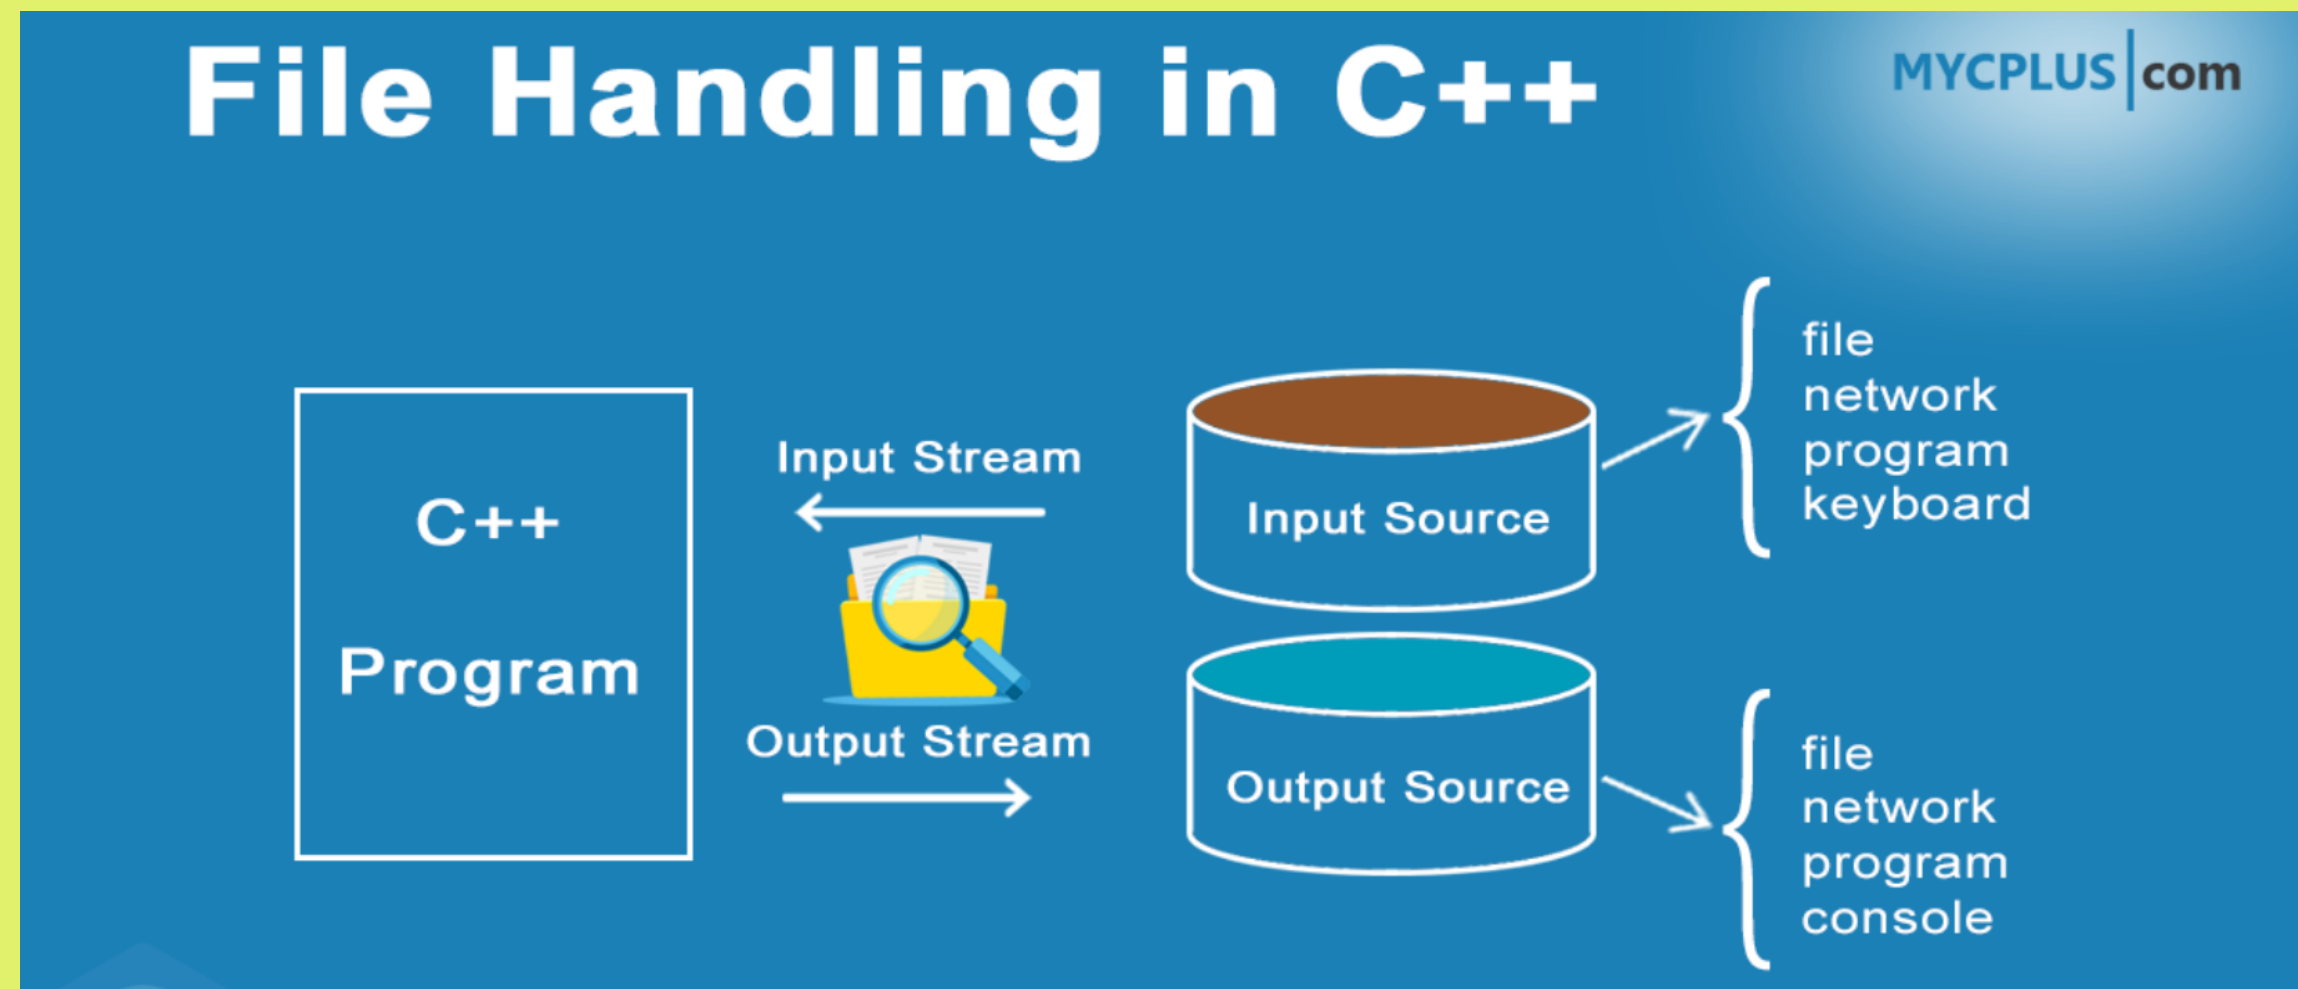 File Handling in C++
MYCPLUS com
C++
Program
Input Stream
Output Stream
Input Source
file
network
program
keyboard
Output Source
file
network
program
console